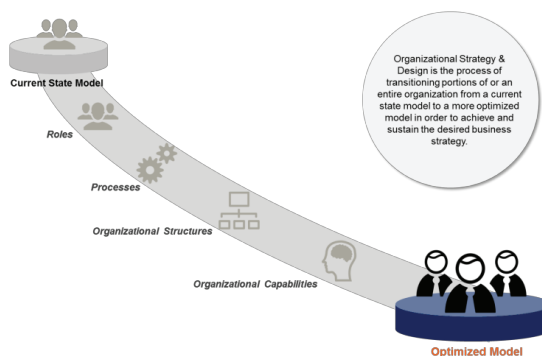 Current State Model
Organizational Strategy &
Design is the process of
transitioning portions of or an
entire organization from a current
state model to a more optimized
model in order to achieve and
sustain the desired business
strategy.
Roles
Processes
Organizational Structures
Organizational Capabilities
Optimized Model